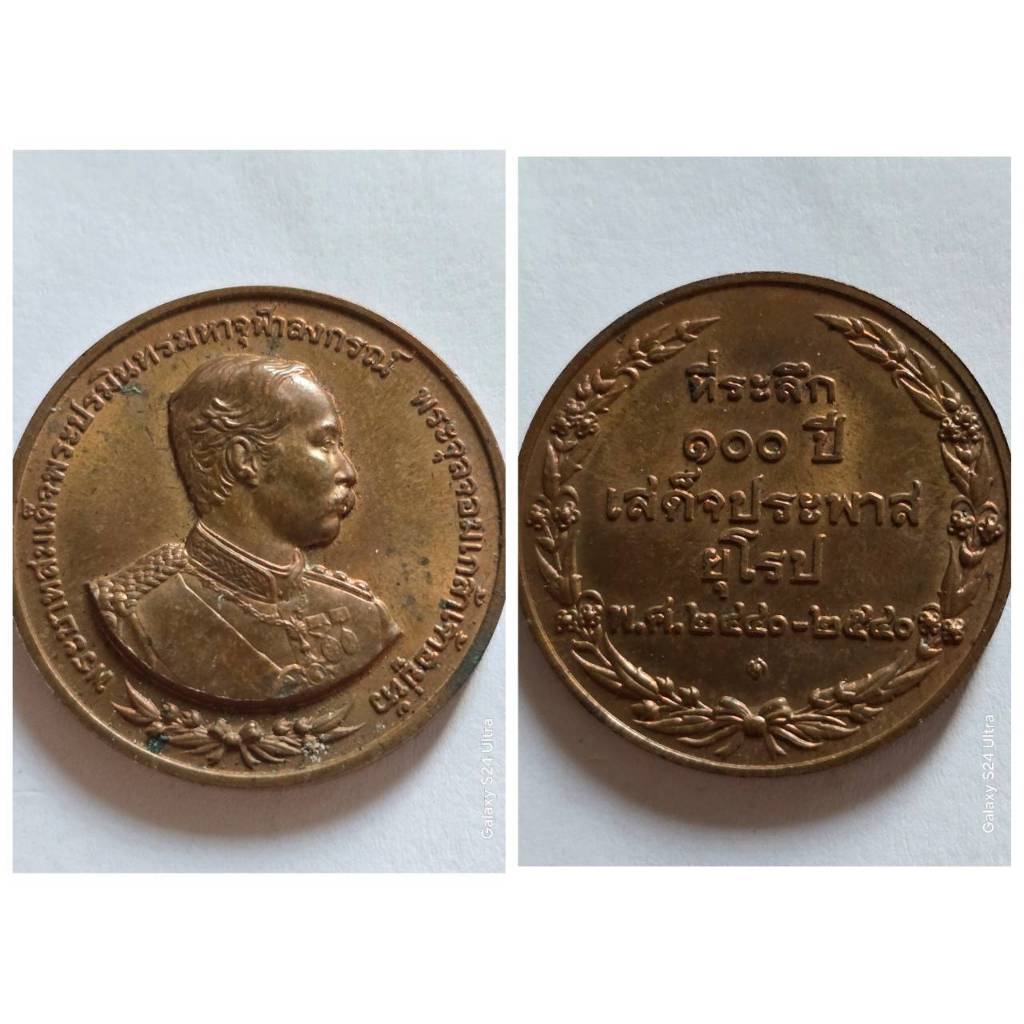 พระบาทสมเด็จพระปรมินทรมหาจุฬาลงกรณ์ พระจุลจอมเกล้าเจ้าอยู่หัว
Galaxy S24 Ultra
ที่ระลึก
๑๐๐ ปี
เสด็จประพาส
ยุโรป
พ.ศ.๒๔๔๐-๒๕๔๐
Galaxy S24 Ultra